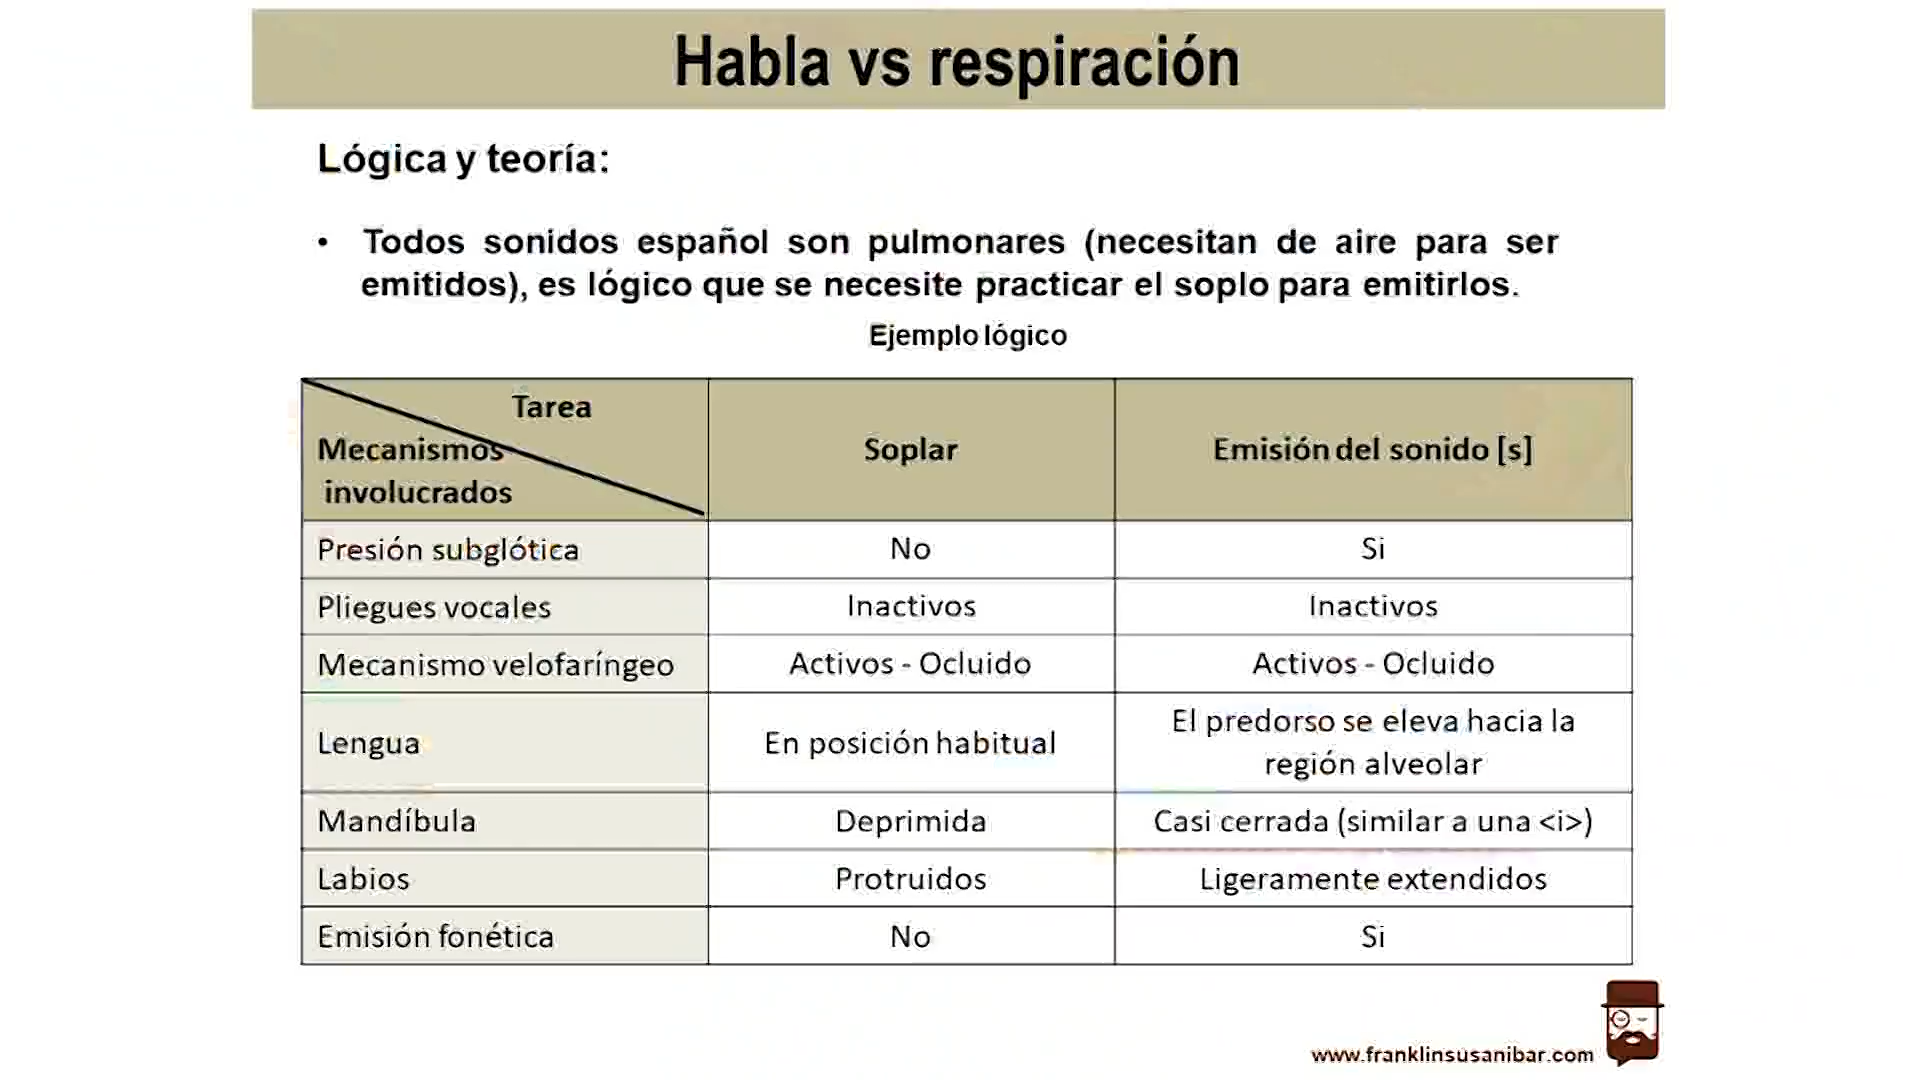 Habla vs respiración
Lógica y teoría:
• Todos sonidos español son pulmonares (necesitan de aire para ser
emitidos), es lógico que se necesite practicar el soplo para emitirlos.
Ejemplo lógico
Tarea
Mecanismos
involucrados
Soplar
Emisión del sonido [s]
Presión subglótica
No
Si
Pliegues vocales
Inactivos
Inactivos
Mecanismo velofaríngeo
Activos - Ocluido
Activos - Ocluido
Lengua
En posición habitual
El predorso se eleva hacia la
región alveolar
Mandíbula
Deprimida
Casi cerrada (similar a una <i>)
Labios
Protruidos
Ligeramente extendidos
Emisión fonética
No
Si
www.franklinsusanibar.com